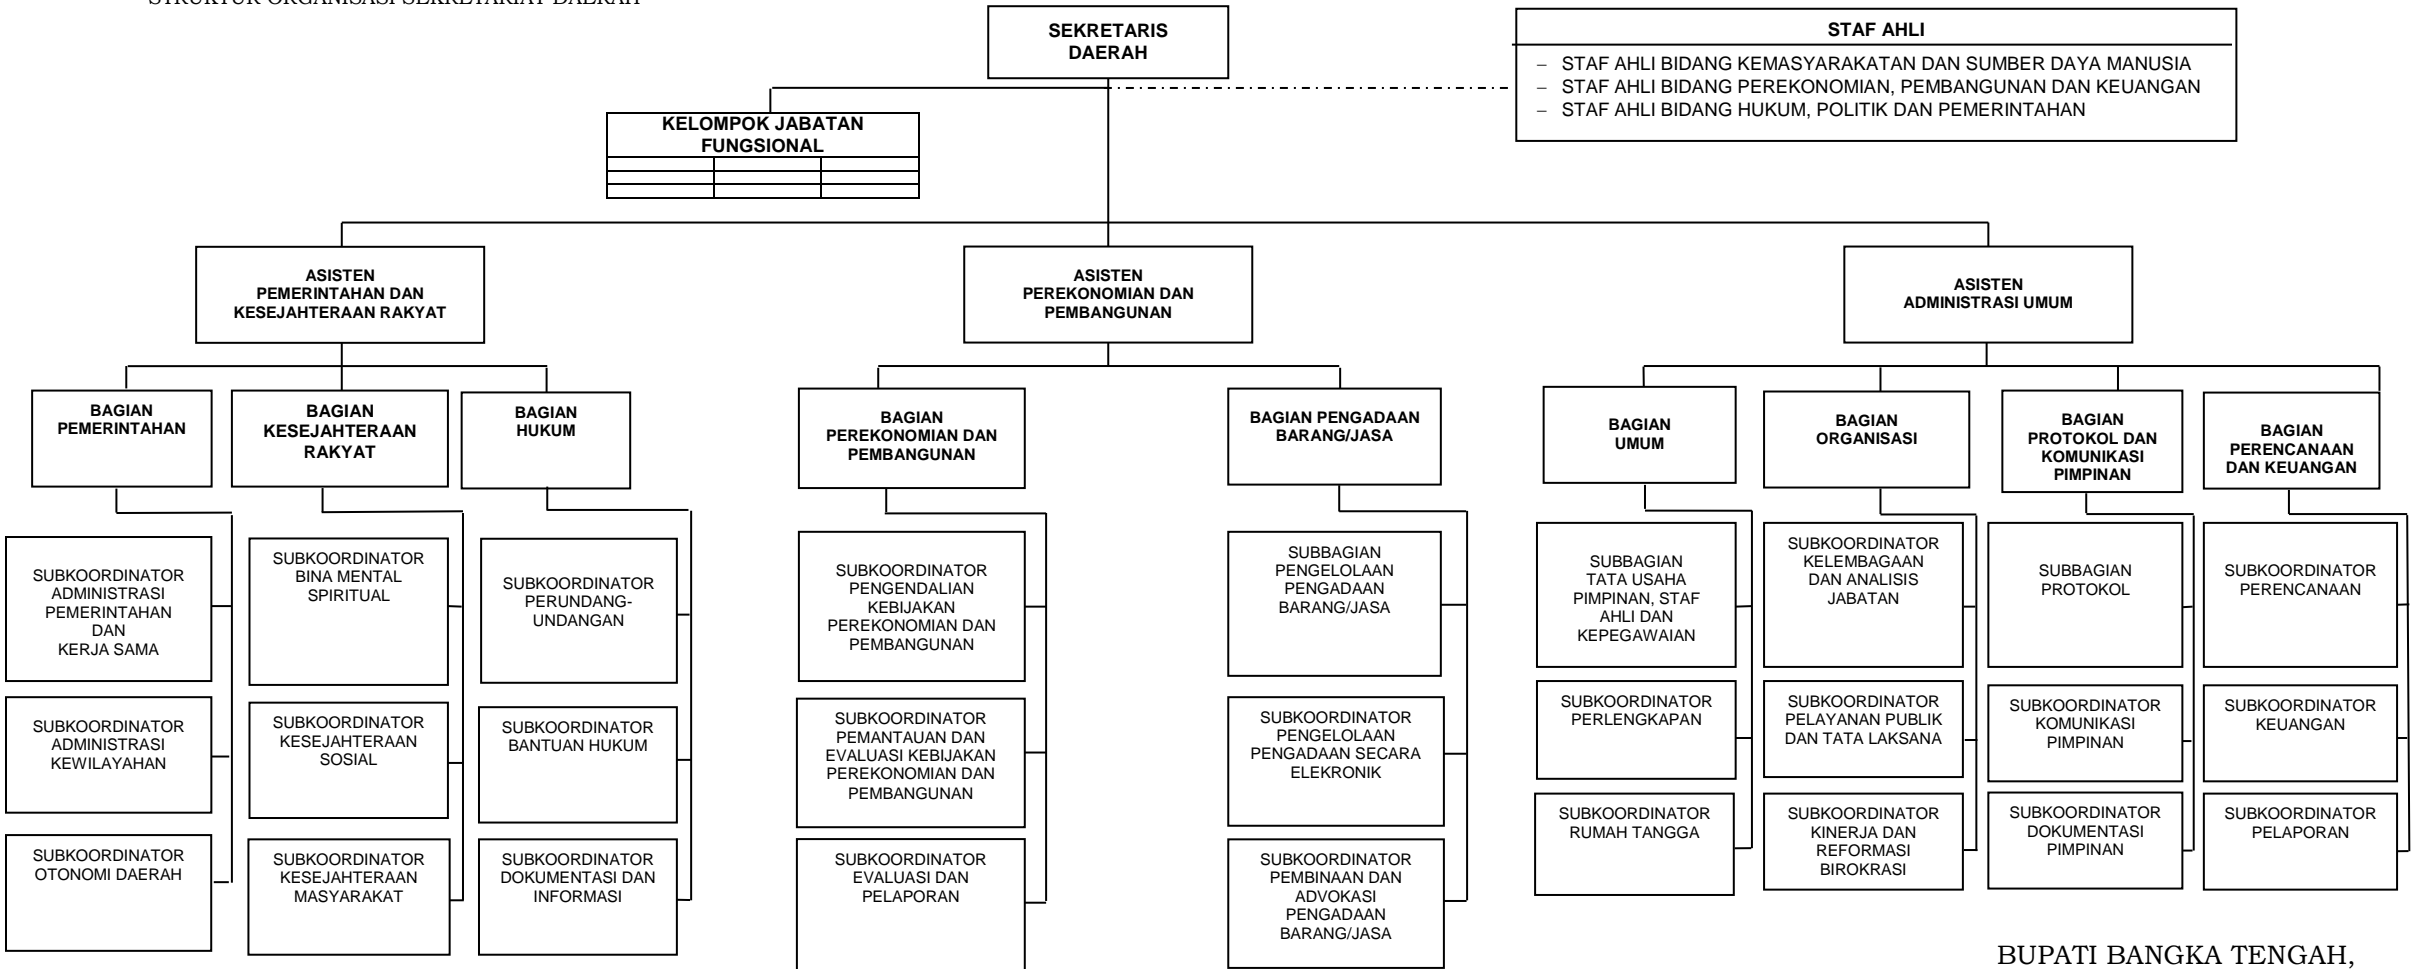 STRUKTUR ORGANISASI SEKRETARIAT DAERAH
SEKRETARIS
DAERAH
STAF AHLI
– STAF AHLI BIDANG KEMASYARAKATAN DAN SUMBER DAYA MANUSIA
– STAF AHLI BIDANG PEREKONOMIAN, PEMBANGUNAN DAN KEUANGAN
– STAF AHLI BIDANG HUKUM, POLITIK DAN PEMERINTAHAN
KELOMPOK JABATAN
FUNGSIONAL
ASISTEN
PEMERINTAHAN DAN
KESEJAHTERAAN RAKYAT
ASISTEN
PEREKONOMIAN DAN
PEMBANGUNAN
ASISTEN
ADMINISTRASI UMUM
BAGIAN
PEMERINTAHAN
BAGIAN
KESEJAHTERAAN
RAKYAT
BAGIAN
HUKUM
BAGIAN
PEREKONOMIAN DAN
PEMBANGUNAN
BAGIAN PENGADAAN
BARANG/JASA
BAGIAN
UMUM
BAGIAN
ORGANISASI
BAGIAN
PROTOKOL DAN
KOMUNIKASI
PIMPINAN
BAGIAN
PERENCANAAN
DAN KEUANGAN
SUBKOORDINATOR
ADMINISTRASI
PEMERINTAHAN
DAN
KERJA SAMA
SUBKOORDINATOR
BINA MENTAL
SPIRITUAL
SUBKOORDINATOR
PERUNDANG-
UNDANGAN
SUBKOORDINATOR
PENGENDALIAN
KEBIJAKAN
PEREKONOMIAN DAN
PEMBANGUNAN
SUBBAGIAN
PENGELOLAAN
PENGADAAN
BARANG/JASA
SUBBAGIAN
TATA USAHA
PIMPINAN, STAF
AHLI DAN
KEPEGAWAIAN
SUBKOORDINATOR
KELEMBAGAAN
DAN ANALISIS
JABATAN
SUBBAGIAN
PROTOKOL
SUBKOORDINATOR
PERENCANAAN
SUBKOORDINATOR
ADMINISTRASI
KEWILAYAHAN
SUBKOORDINATOR
KESEJAHTERAAN
SOSIAL
SUBKOORDINATOR
BANTUAN HUKUM
SUBKOORDINATOR
PEMANTAUAN DAN
EVALUASI KEBIJAKAN
PEREKONOMIAN DAN
PEMBANGUNAN
SUBKOORDINATOR
PENGELOLAAN
PENGADAAN SECARA
ELEKRONIK
SUBKOORDINATOR
PERLENGKAPAN
SUBKOORDINATOR
PELAYANAN PUBLIK
DAN TATA LAKSANA
SUBKOORDINATOR
KOMUNIKASI
PIMPINAN
SUBKOORDINATOR
KEUANGAN
SUBKOORDINATOR
OTONOMI DAERAH
SUBKOORDINATOR
KESEJAHTERAAN
MASYARAKAT
SUBKOORDINATOR
DOKUMENTASI DAN
INFORMASI
SUBKOORDINATOR
EVALUASI DAN
PELAPORAN
SUBKOORDINATOR
PEMBINAAN DAN
ADVOKASI
PENGADAAN
BARANG/JASA
SUBKOORDINATOR
RUMAH TANGGA
SUBKOORDINATOR
KINERJA DAN
REFORMASI
BIROKRASI
SUBKOORDINATOR
DOKUMENTASI
PIMPINAN
SUBKOORDINATOR
PELAPORAN
BUPATI BANGKA TENGAH,